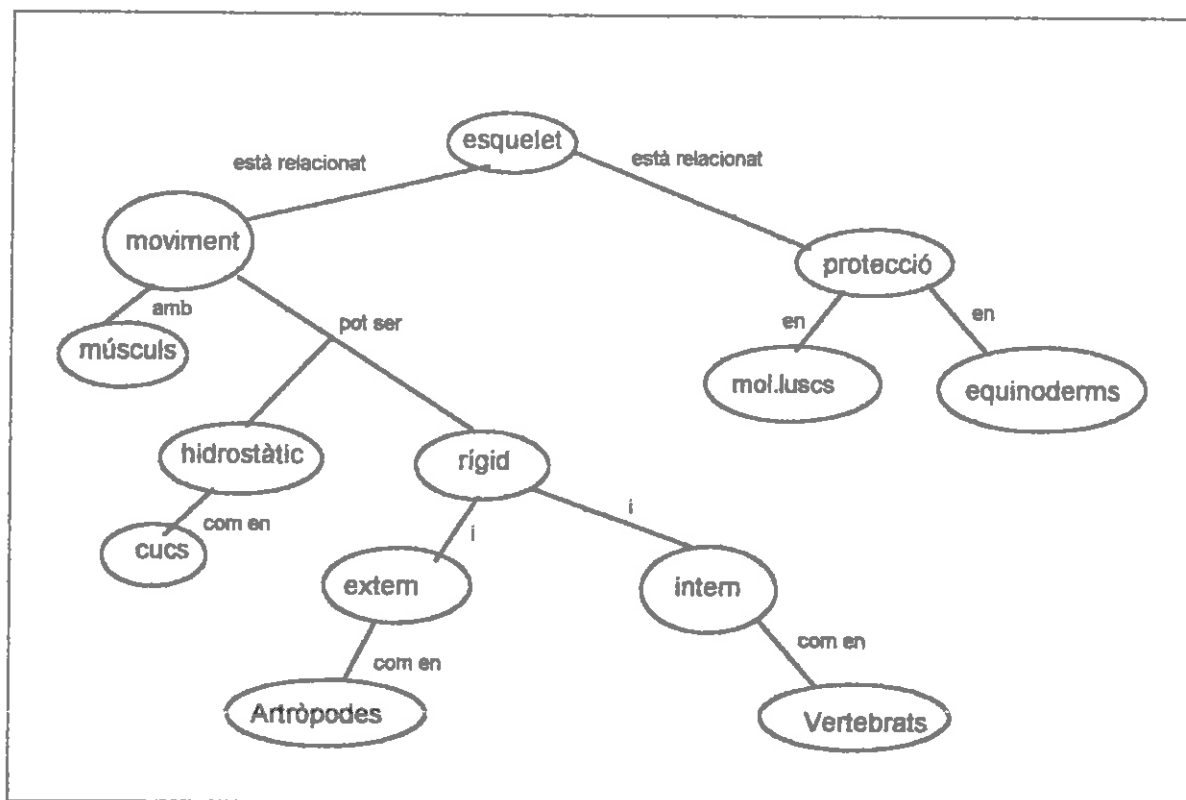 esquelet
està relacionat
està relacionat
moviment
protecció
amb
en
en
músculs
pot ser
mol.luscs
equinoderms
hidrostàtic
rígid
com en
i
i
cucs
extern
intern
com en
com en
Artròpodes
Vertebrats